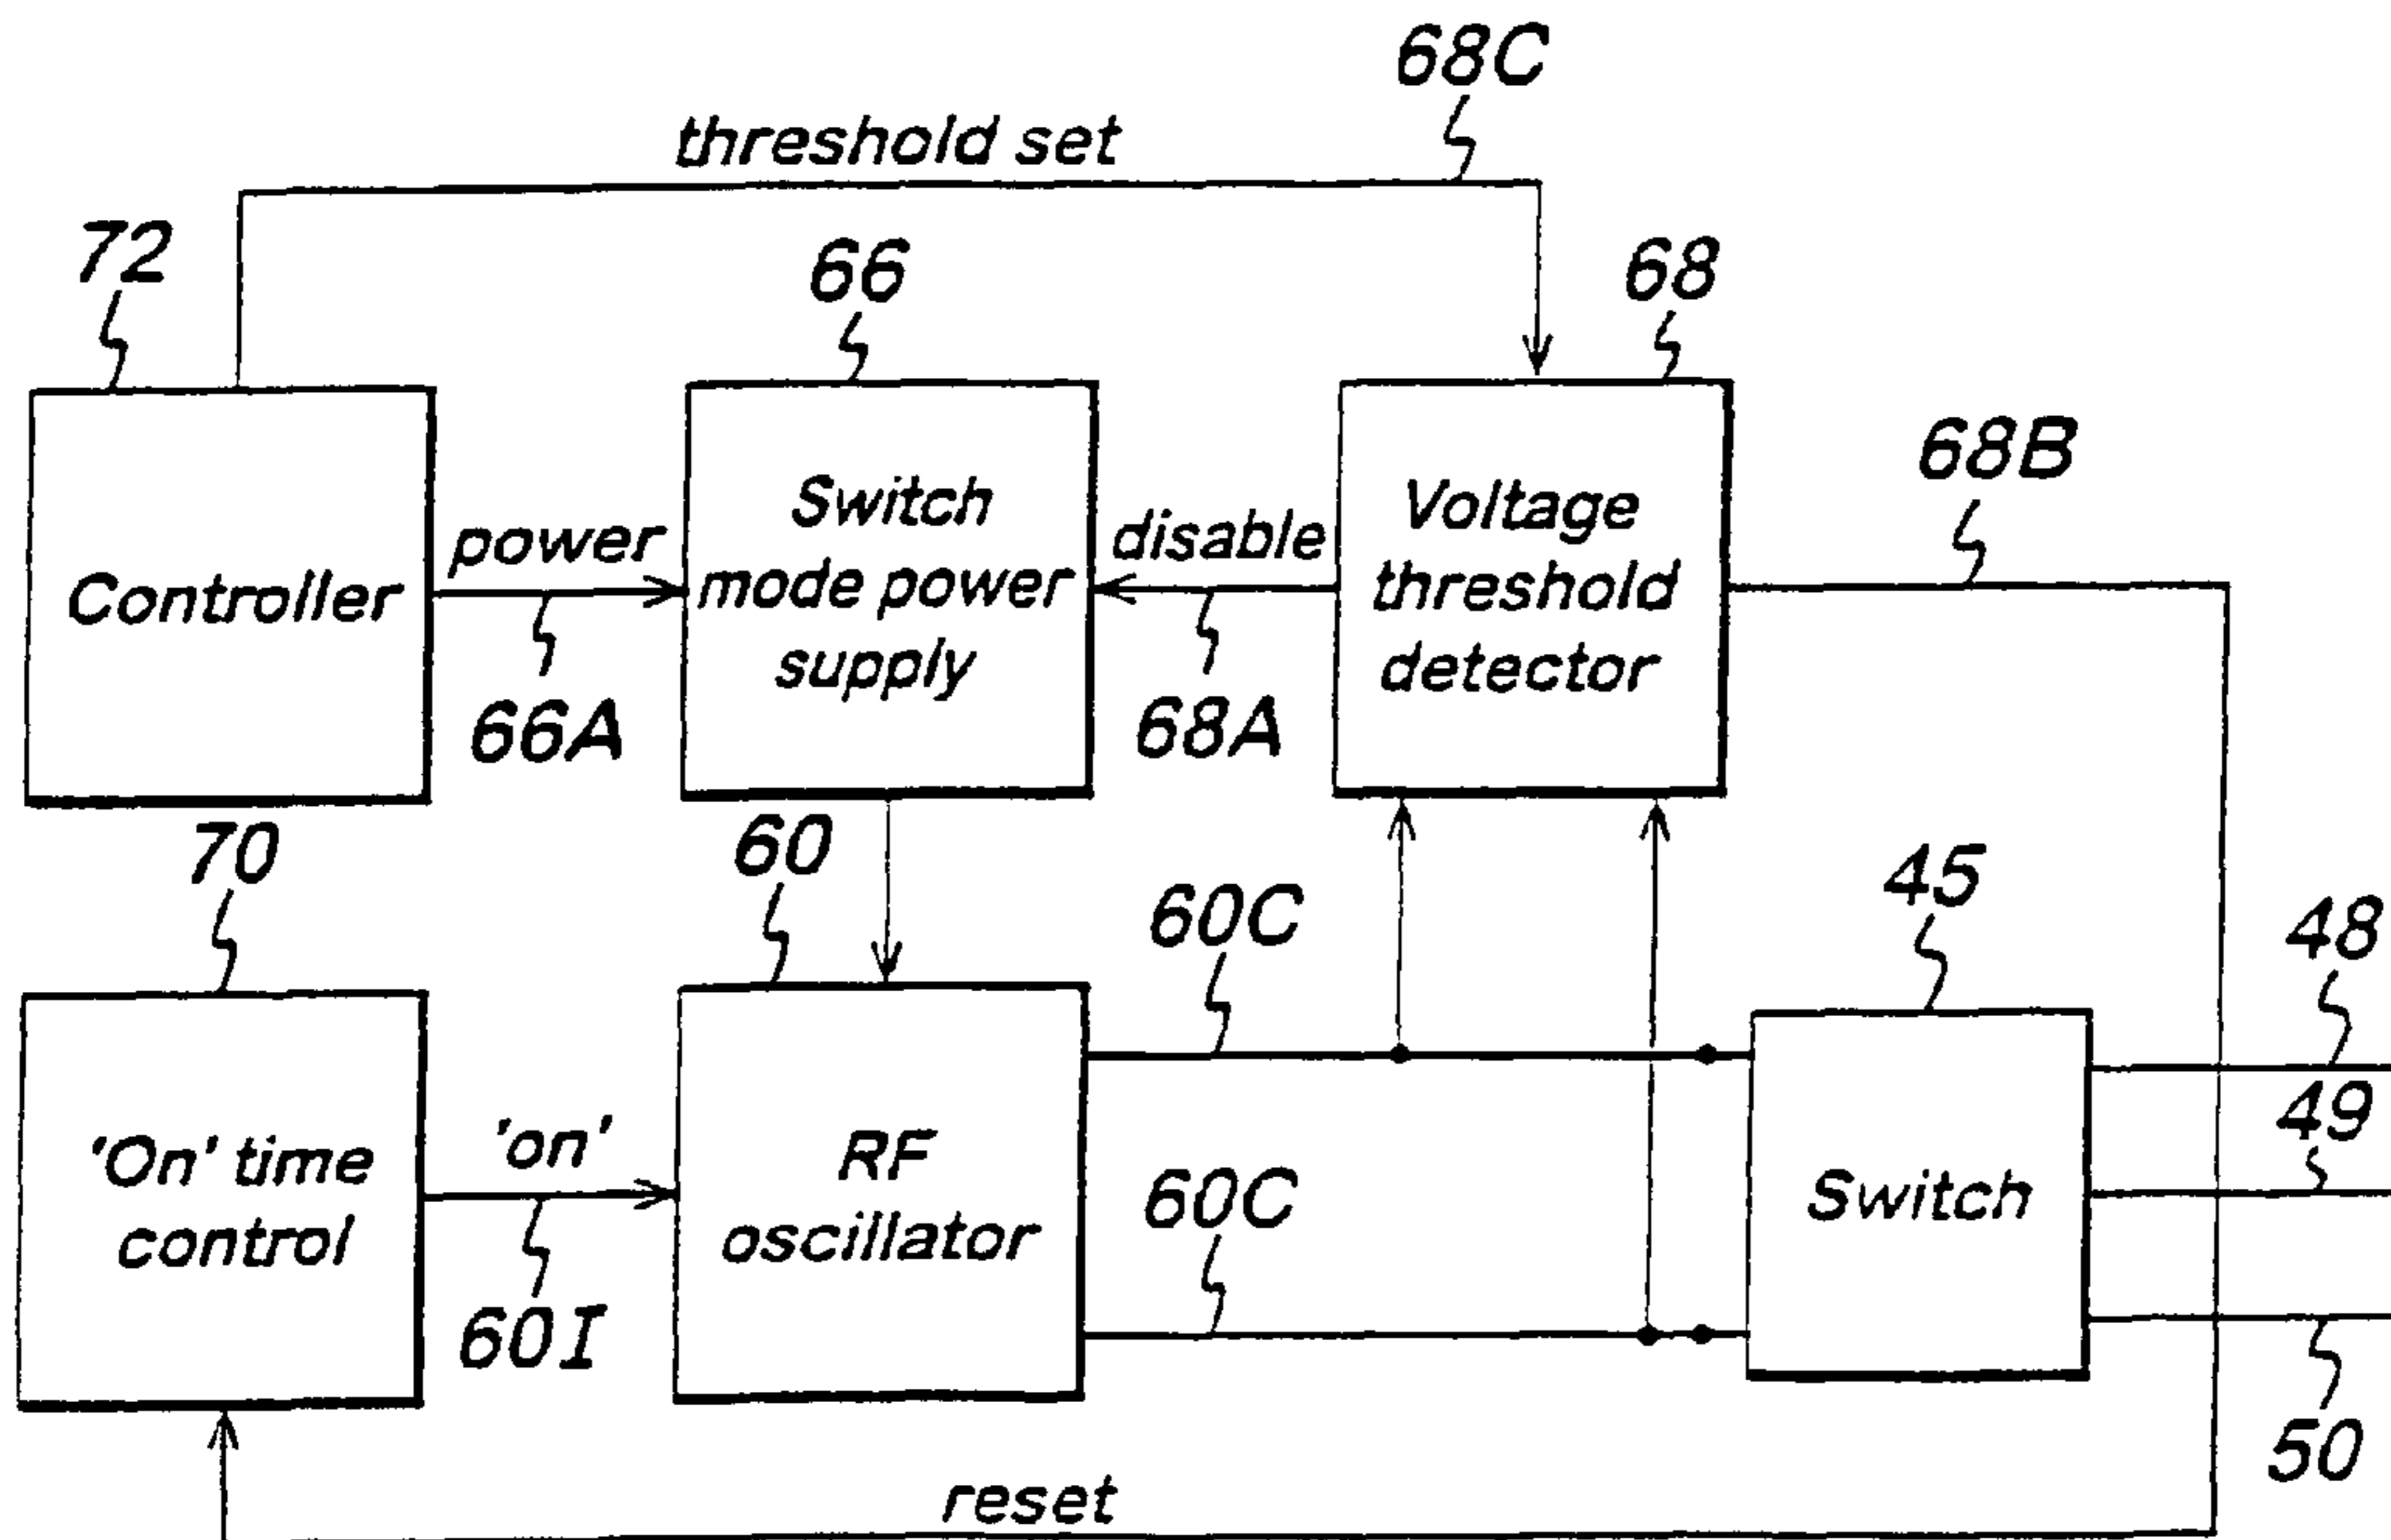 68C
threshold set
72
66
68
68B
Controller
power
66A
Switch
mode power
supply
disable
68A
Voltage
threshold
detector
70
60
60C
45
48
49
'On' time
control
'on'
60I
RF
oscillator
60C
Switch
50
reset